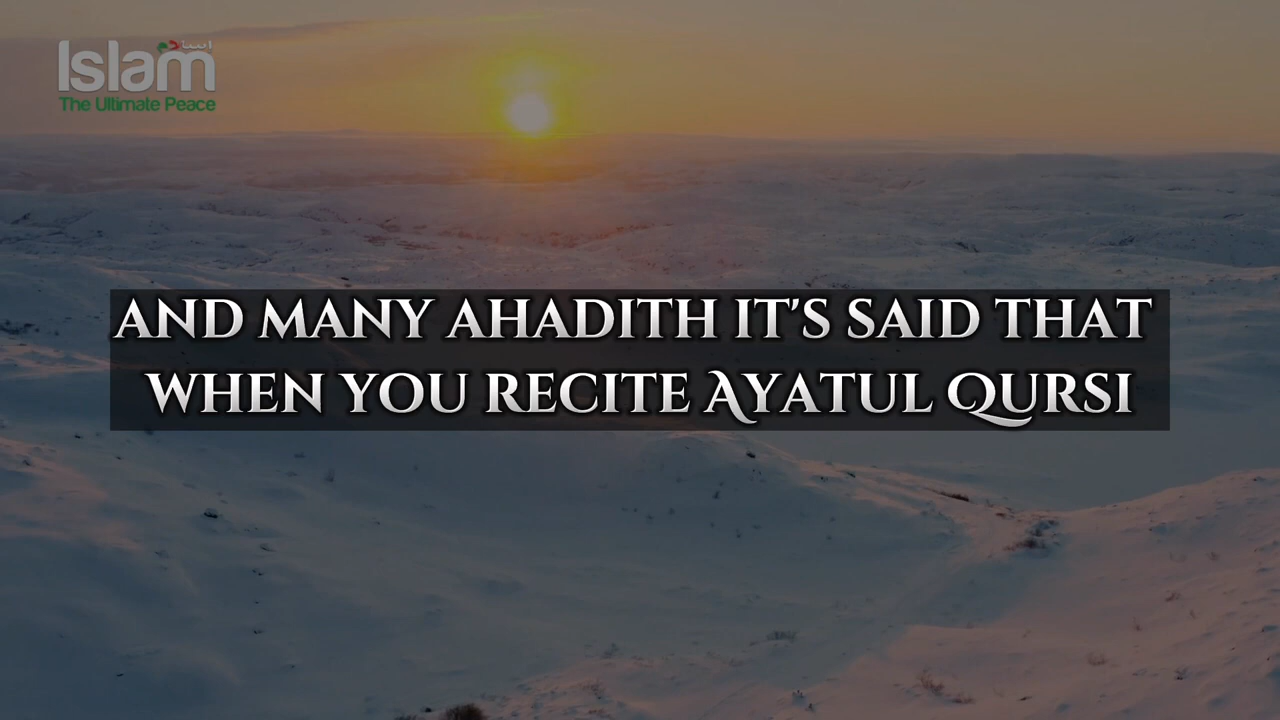 Islam
The Ultimate Peace
AND MANY AHADITH IT'S SAID THAT
WHEN YOU RECITE AYATUL QURSI